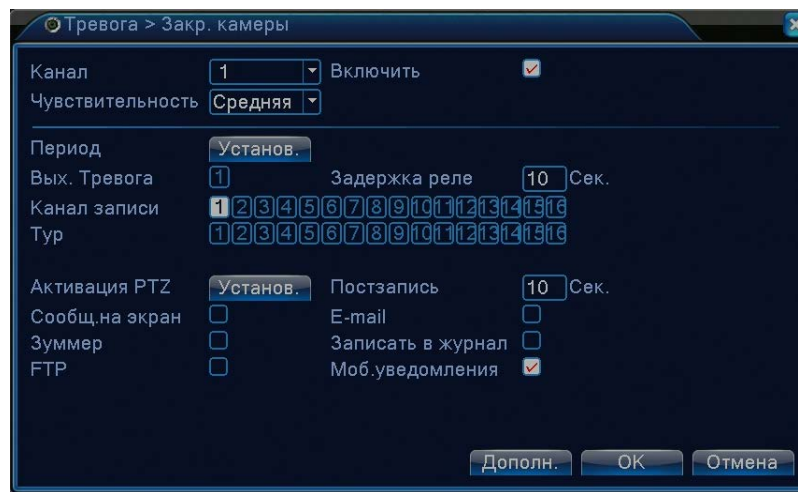 Тревога > Закр. камеры
Канал 1 Включить
Чувствительность Средняя
Период Установ.
Вых. Тревога 1 Задержка реле 10 Сек.
Канал записи 1 2 3 4 5 6 7 8 9 10 11 12 13 14 15 16
Тур 1 2 3 4 5 6 7 8 9 10 11 12 13 14 15 16
Активация PTZ Установ. Постзапись 10 Сек.
Сообщ.на экран E-mail
Зуммер Записать в журнал
FTP Моб.уведомления
Дополн. OK Отмена